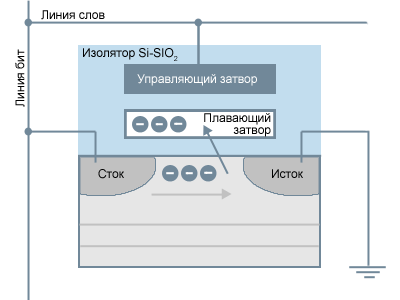 Линия слов
Линия бит
Изолятор Si-SIO2
Управляющий затвор
Плавающий
затвор
Сток
Исток